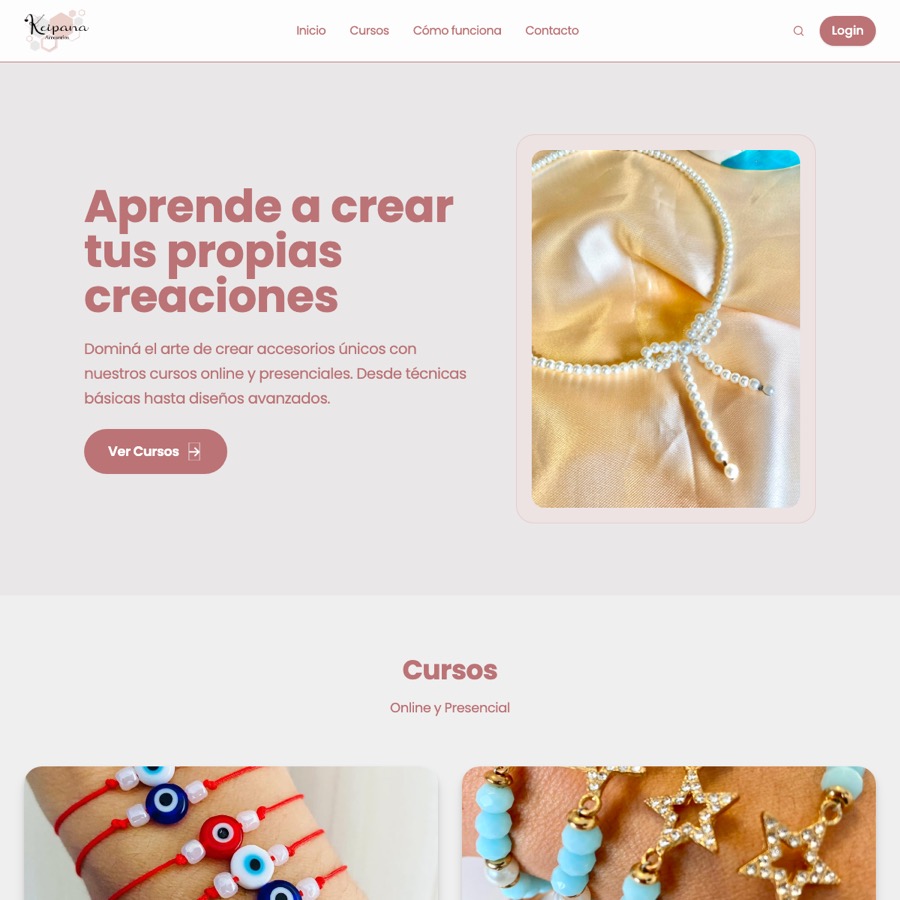 Keipana
Accesorios
Inicio
Cursos
Cómo funciona
Contacto
Login
Aprende a crear
tus propias
creaciones
Dominá el arte de crear accesorios únicos con
nuestros cursos online y presenciales. Desde técnicas
básicas hasta diseños avanzados.
Ver Cursos
Cursos
Online y Presencial